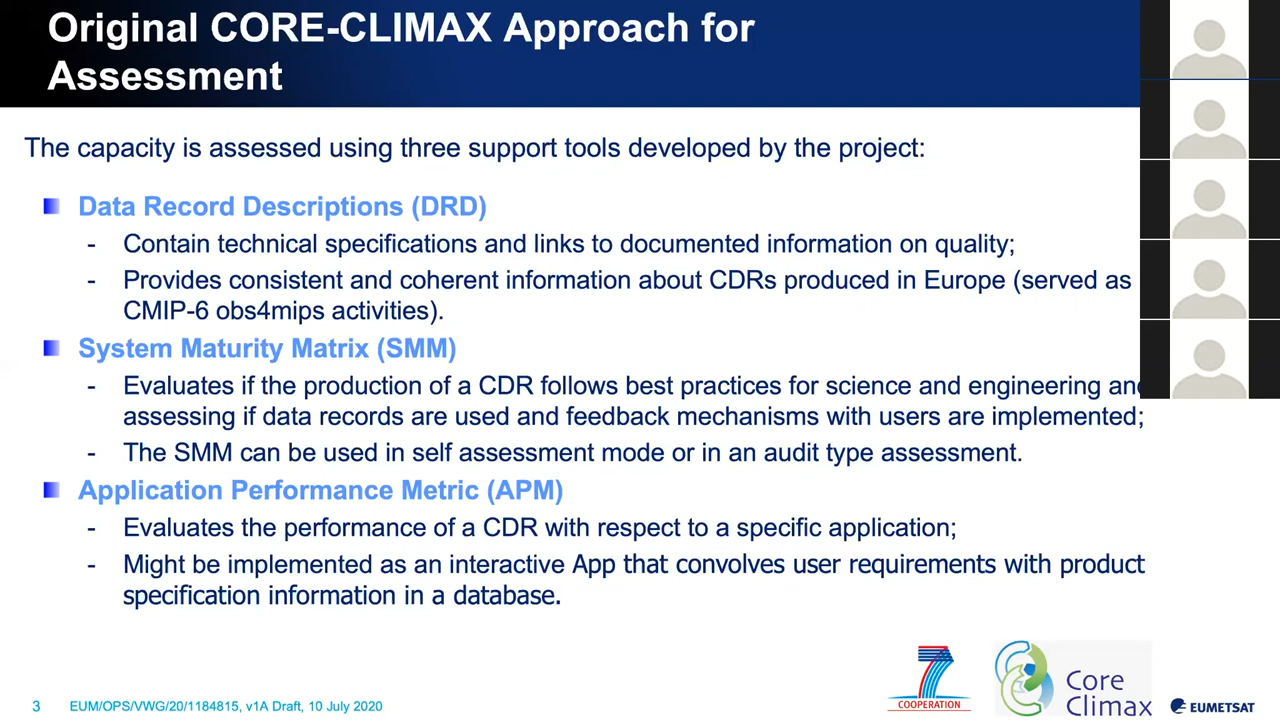 Original CORE-CLIMAX Approach for
Assessment
The capacity is assessed using three support tools developed by the project:
Data Record Descriptions (DRD)
- Contain technical specifications and links to documented information on quality;
- Provides consistent and coherent information about CDRs produced in Europe (served as
CMIP-6 obs4mips activities).
System Maturity Matrix (SMM)
- Evaluates if the production of a CDR follows best practices for science and engineering and
assessing if data records are used and feedback mechanisms with users are implemented;
- The SMM can be used in self assessment mode or in an audit type assessment.
Application Performance Metric (APM)
- Evaluates the performance of a CDR with respect to a specific application;
- Might be implemented as an interactive App that convolves user requirements with product
specification information in a database.
7
COOPERATION
Core
Climax
EUMETSAT
3 EUM/OPS/VWG/20/1184815, v1A Draft, 10 July 2020